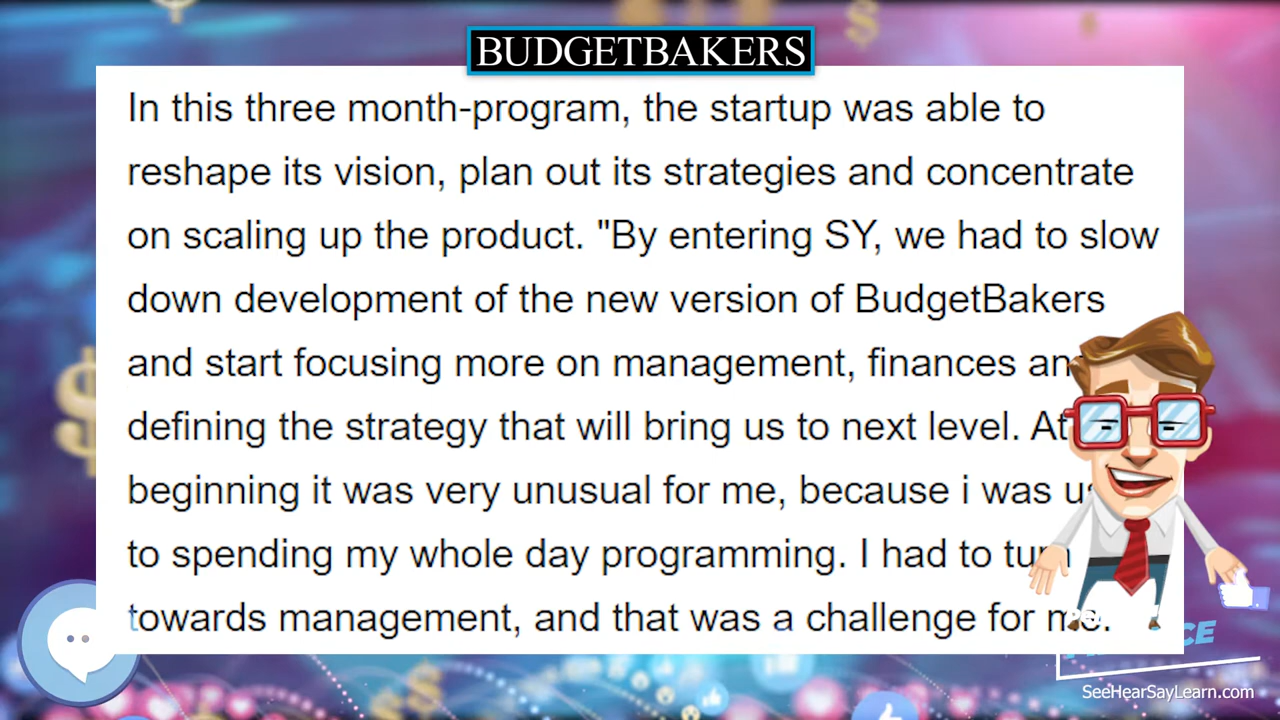 BUDGETBAKERS
In this three month-program, the startup was able to
reshape its vision, plan out its strategies and concentrate
on scaling up the product. "By entering SY, we had to slow
down development of the new version of BudgetBakers
and start focusing more on management, finances an
defining the strategy that will bring us to next level. At
beginning it was very unusual for me, because i was
to spending my whole day programming. I had to turn
towards management, and that was a challenge for me.
SeeHearSayLearn.com